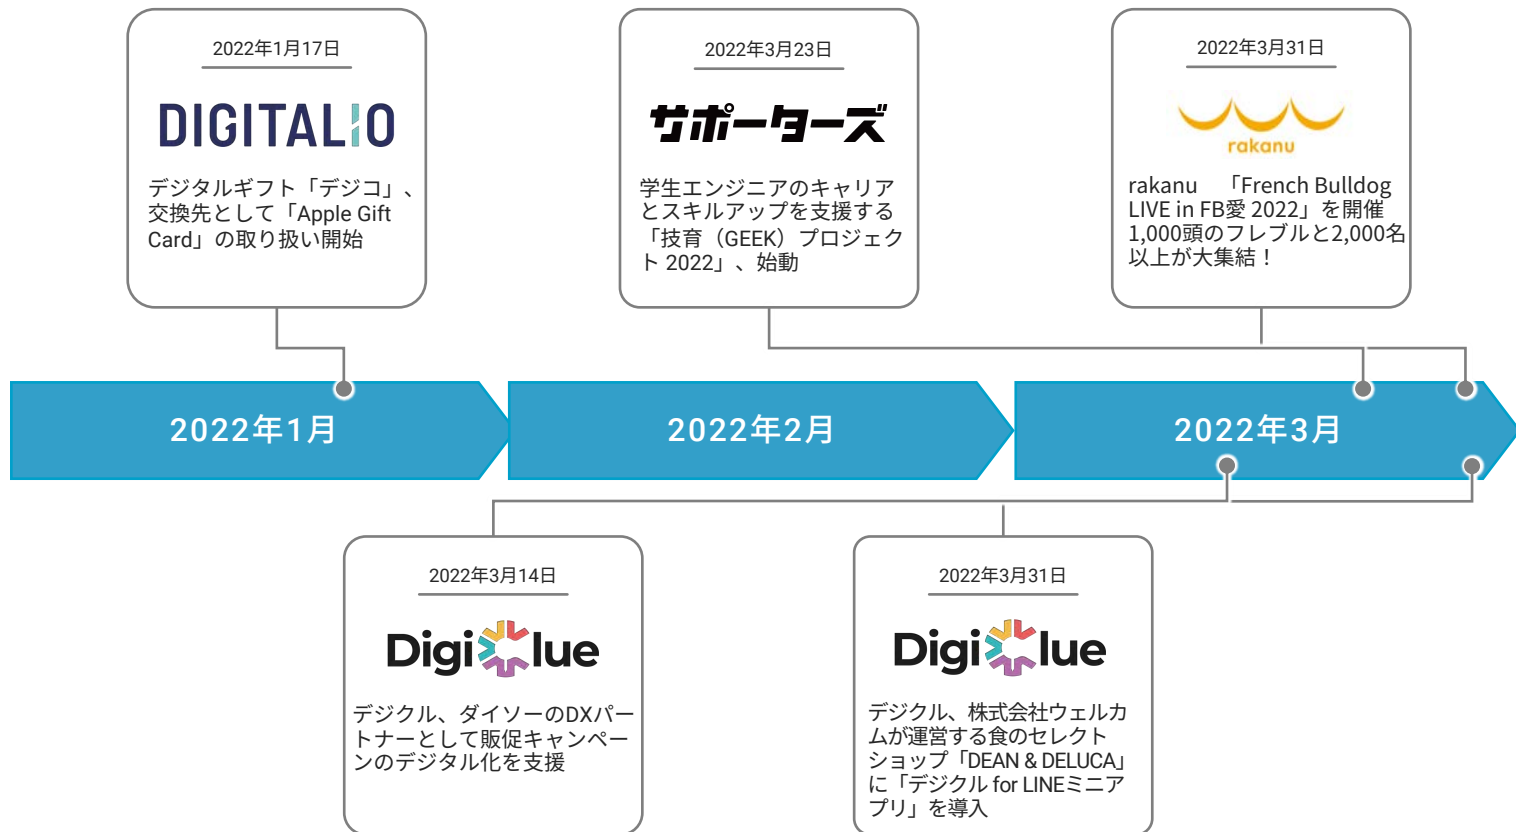 2022年1月17日
DIGITALIO
デジタルギフト「デジコ」、
交換先として「Apple Gift
Card」の取り扱い開始
2022年3月23日
サポーターズ
学生エンジニアのキャリア
とスキルアップを支援する
「技育（GEEK）プロジェク
ト 2022」、始動
2022年3月31日
rakanu
rakanu　「French Bulldog
LIVE in FB愛 2022」を開催
1,000頭のフレブルと2,000名
以上が大集結！
2022年1月
2022年2月
2022年3月
2022年3月14日
DigiClue
デジクル、ダイソーのDXパー
トナーとして販促キャンペー
ンのデジタル化を支援
2022年3月31日
DigiClue
デジクル、株式会社ウェルカ
ムが運営する食のセレクト
ショップ「DEAN & DELUCA」
に「デジクル for LINEミニア
プリ」を導入